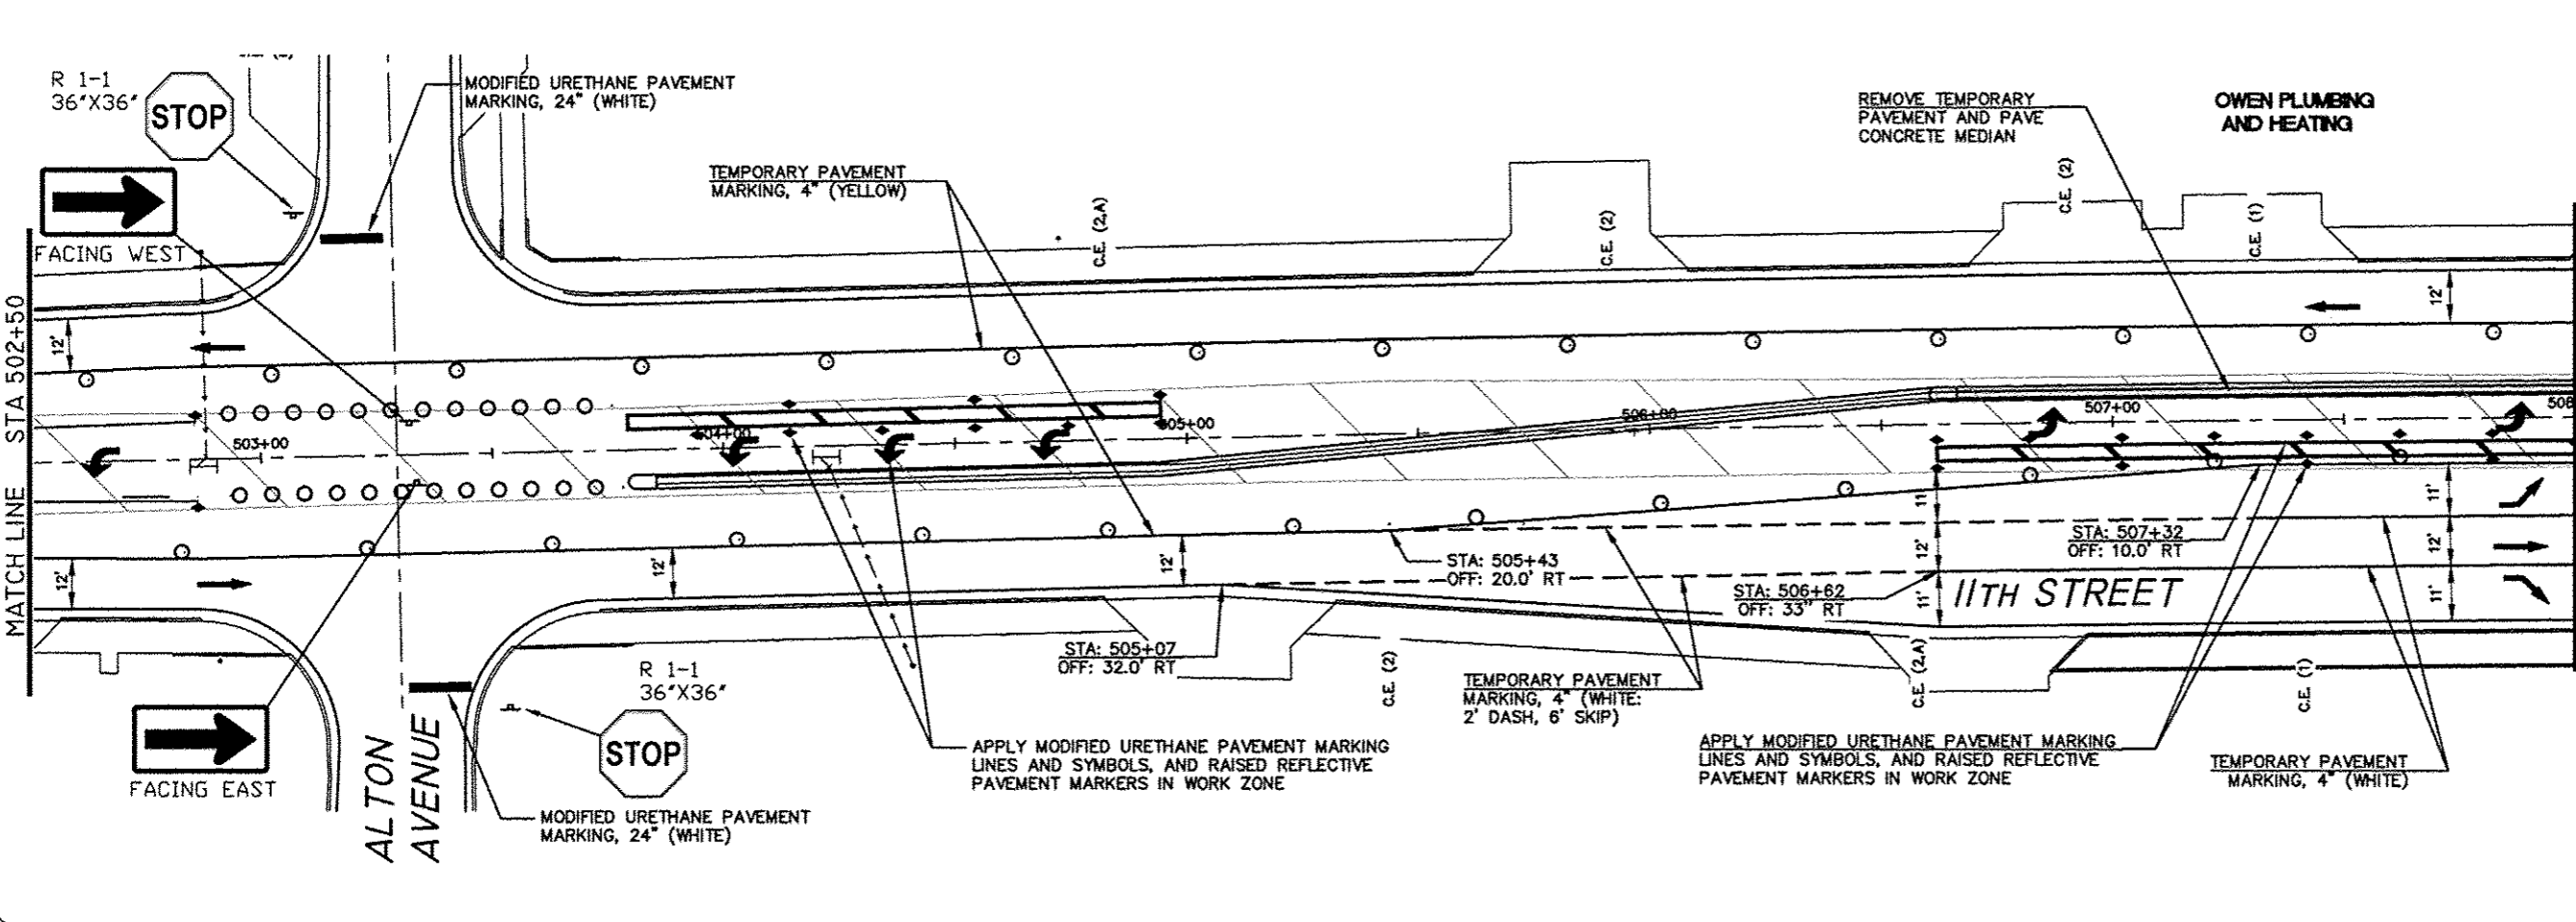 R 1-1
36"X36"
STOP
MODIFIED URETHANE PAVEMENT
MARKING, 24" (WHITE)
FACING WEST
TEMPORARY PAVEMENT
MARKING, 4" (YELLOW)
C.E. (2,A)
C.E. (2)
REMOVE TEMPORARY
PAVEMENT AND PAVE
CONCRETE MEDIAN
C.E. (2)
C.E. (1)
OWEN PLUMBING
AND HEATING
MATCH LINE STA 502+50
12'
12'
503+00
504+00
505+00
506+00
507+00
508
12'
12'
12'
11'
12'
11'
11'
12'
11'
STA: 505+43
OFF: 20.0' RT
STA: 507+32
OFF: 10.0' RT
STA: 506+62
OFF: 33" RT
11TH STREET
STA: 505+07
OFF: 32.0' RT
C.E. (2)
C.E. (2,A)
C.E. (1)
TEMPORARY PAVEMENT
MARKING, 4" (WHITE:
2' DASH, 6' SKIP)
R 1-1
36"X36"
STOP
FACING EAST
ALTON
AVENUE
MODIFIED URETHANE PAVEMENT
MARKING, 24" (WHITE)
APPLY MODIFIED URETHANE PAVEMENT MARKING
LINES AND SYMBOLS, AND RAISED REFLECTIVE
PAVEMENT MARKERS IN WORK ZONE
APPLY MODIFIED URETHANE PAVEMENT MARKING
LINES AND SYMBOLS, AND RAISED REFLECTIVE
PAVEMENT MARKERS IN WORK ZONE
TEMPORARY PAVEMENT
MARKING, 4" (WHITE)